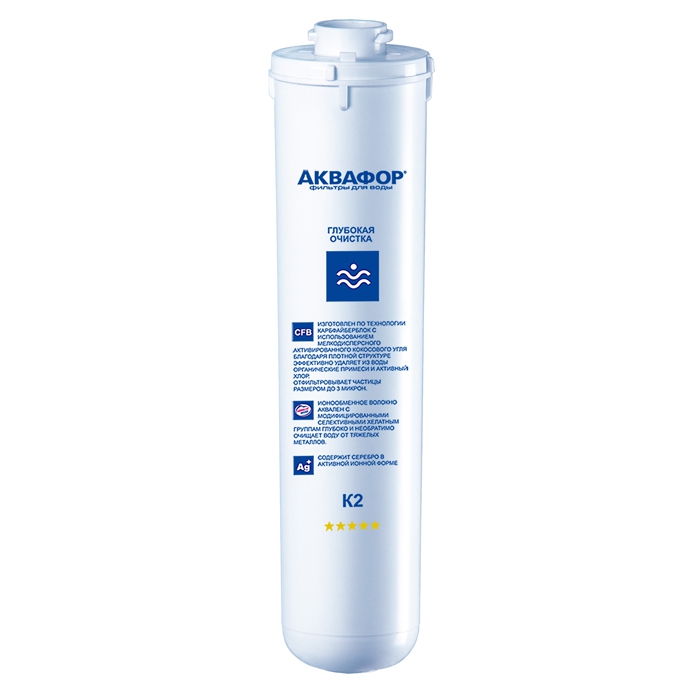 АКВАФОР®
ФИЛЬТРЫ ДЛЯ ВОДЫ
ГЛУБОКАЯ
ОЧИСТКА
CFB
ИЗГОТОВЛЕН ПО ТЕХНОЛОГИИ
КАРБФАЙБЕРБЛОК С
ИСПОЛЬЗОВАНИЕМ
МЕЛКОДИСПЕРСНОГО
АКТИВИРОВАННОГО КОКОСОВОГО УГЛЯ
БЛАГОДАРЯ ПЛОТНОЙ СТРУКТУРЕ
ЭФФЕКТИВНО УДАЛЯЕТ ИЗ ВОДЫ
ОРГАНИЧЕСКИЕ ПРИМЕСИ И АКТИВНЫЙ
ХЛОР.
ОТФИЛЬТРОВЫВАЕТ ЧАСТИЦЫ
РАЗМЕРОМ ДО 3 МИКРОН.
ИОНООБМЕННОЕ ВОЛОКНО
АКВАЛЕН С
МОДИФИЦИРОВАННЫМИ
СЕЛЕКТИВНЫМИ ХЕЛАТНЫМ
ГРУППАМ ГЛУБОКО И НЕОБРАТИМО
ОЧИЩАЕТ ВОДУ ОТ ТЯЖЕЛЫХ
МЕТАЛЛОВ.
Ag+
СОДЕРЖИТ СЕРЕБРО В
АКТИВНОЙ ИОННОЙ ФОРМЕ
К2